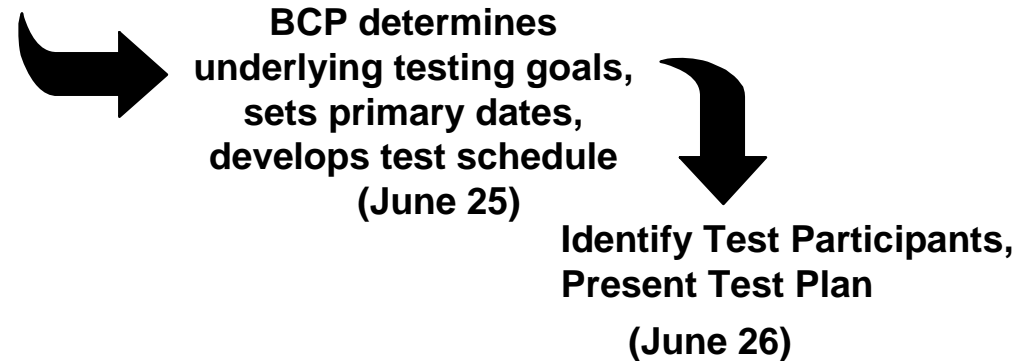 BCP determines
underlying testing goals,
sets primary dates,
develops test schedule
(June 25)
Identify Test Participants,
Present Test Plan
(June 26)